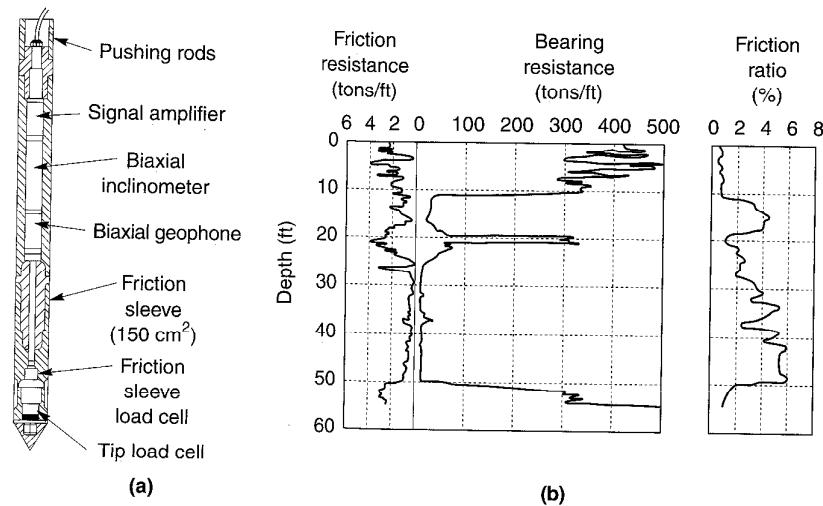 Pushing rods
Signal amplifier
Biaxial
inclinometer
Biaxial geophone
Friction
sleeve
(150 cm²)
Friction
sleeve
load cell
Tip load cell
(a)
Friction
resistance
(tons/ft)
Bearing
resistance
(tons/ft)
Friction
ratio
(%)
6 4 2 0 100 200 300 400 500
0 2 4 6 8
0
10
20
30
40
50
60
Depth (ft)
(b)